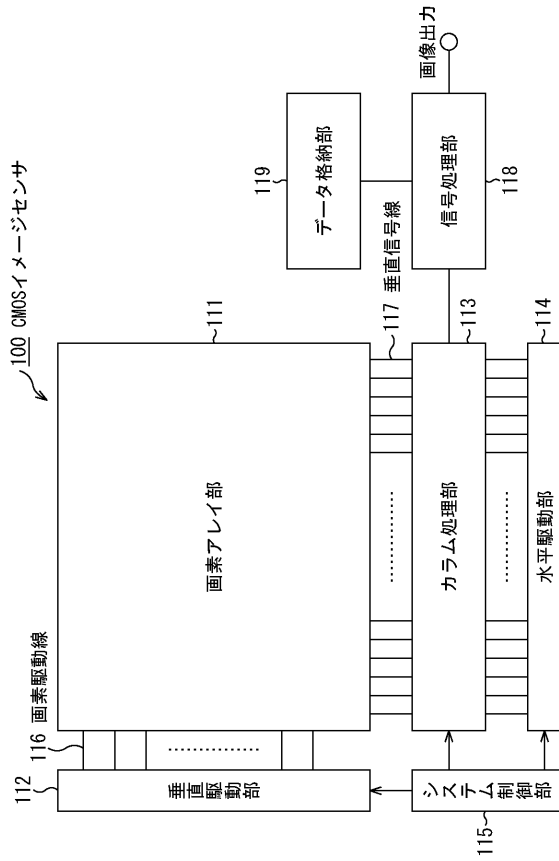 100 CMOSイメージセンサ
116 画素駆動線
112
垂直駆動部
画素アレイ部
111
119
データ格納部
117 垂直信号線
カラム処理部
113
信号処理部
118
画像出力
システム制御部
115
水平駆動部
114